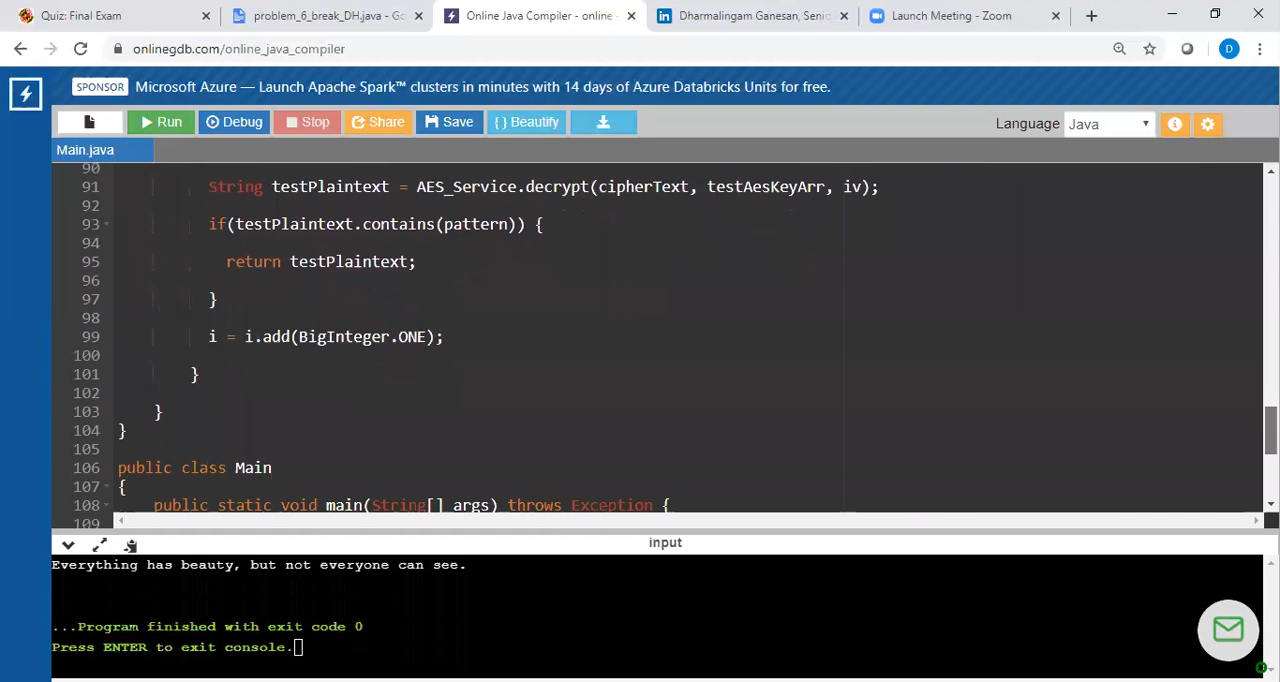 Quiz: Final Exam
problem_6_break_DH.java - Go
Online Java Compiler - online
Dharmalingam Ganesan, Senio
Launch Meeting - Zoom
onlinegdb.com/online_java_compiler
D
SPONSOR Microsoft Azure — Launch Apache Spark™ clusters in minutes with 14 days of Azure Databricks Units for free.
Run Debug Stop Share Save { } Beautify Language Java
Main.java
90
91 String testPlaintext = AES_Service.decrypt(cipherText, testAesKeyArr, iv);
92
93 if(testPlaintext.contains(pattern)) {
94
95 return testPlaintext;
96
97 }
98
99 i = i.add(BigInteger.ONE);
100
101 }
102
103 }
104 }
105
106 public class Main
107 {
108 public static void main(String[] args) throws Exception {
109
input
Everything has beauty, but not everyone can see.
...Program finished with exit code 0
Press ENTER to exit console.